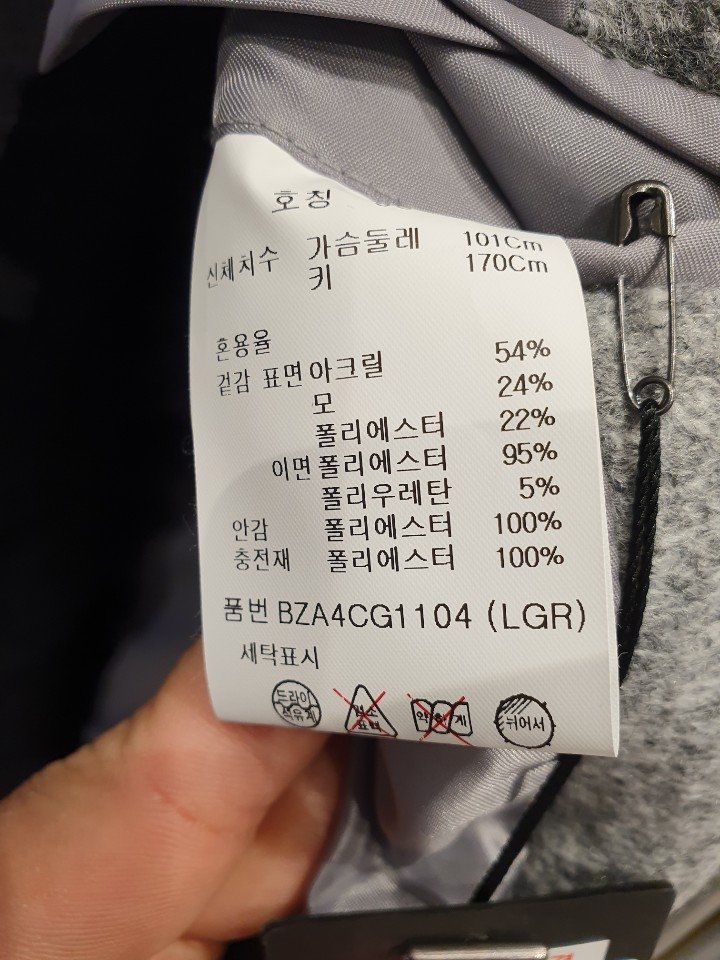 호칭
신체치수 가슴둘레 101Cm
키 170Cm
혼용율
겉감 표면 아크릴 54%
모 24%
폴리에스터 22%
이면 폴리에스터 95%
폴리우레탄 5%
안감 폴리에스터 100%
충전재 폴리에스터 100%
품번 BZA4CG1104 (LGR)
세탁표시
드라이
석유계
염소
표백
약하게
뉘어서